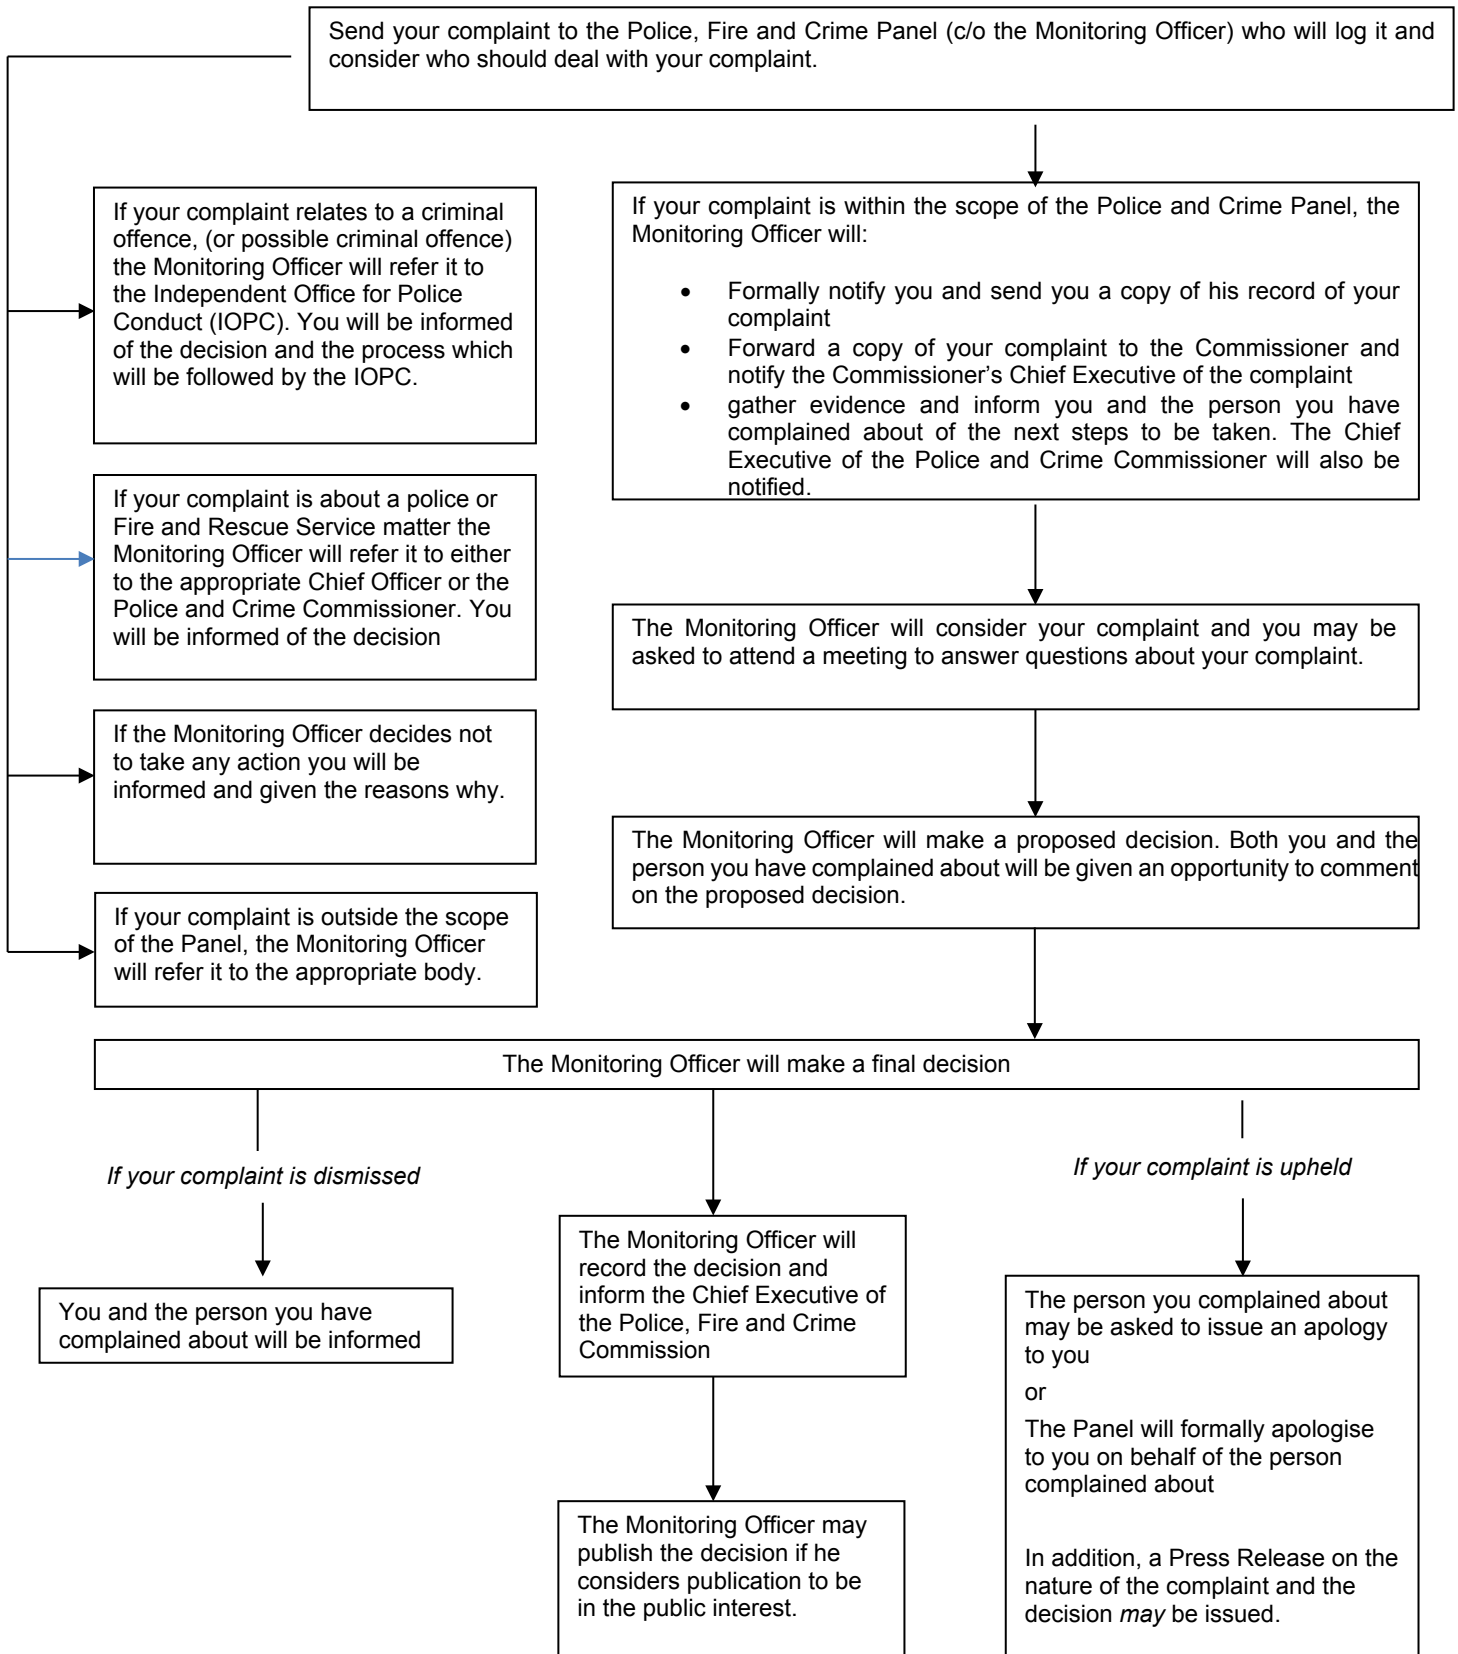 Send your complaint to the Police, Fire and Crime Panel (c/o the Monitoring Officer) who will log it and
consider who should deal with your complaint.
If your complaint relates to a criminal
offence, (or possible criminal offence)
the Monitoring Officer will refer it to
the Independent Office for Police
Conduct (IOPC). You will be informed
of the decision and the process which
will be followed by the IOPC.
If your complaint is about a police or
Fire and Rescue Service matter the
Monitoring Officer will refer it to either
to the appropriate Chief Officer or the
Police and Crime Commissioner. You
will be informed of the decision
If the Monitoring Officer decides not
to take any action you will be
informed and given the reasons why.
If your complaint is outside the scope
of the Panel, the Monitoring Officer
will refer it to the appropriate body.
If your complaint is within the scope of the Police and Crime Panel, the
Monitoring Officer will:
• Formally notify you and send you a copy of his record of your
complaint
• Forward a copy of your complaint to the Commissioner and
notify the Commissioner's Chief Executive of the complaint
• gather evidence and inform you and the person you have
complained about of the next steps to be taken. The Chief
Executive of the Police and Crime Commissioner will also be
notified.
The Monitoring Officer will consider your complaint and you may be
asked to attend a meeting to answer questions about your complaint.
The Monitoring Officer will make a proposed decision. Both you and the
person you have complained about will be given an opportunity to comment
on the proposed decision.
The Monitoring Officer will make a final decision
If your complaint is dismissed
You and the person you have
complained about will be informed
The Monitoring Officer will
record the decision and
inform the Chief Executive of
the Police, Fire and Crime
Commission
The Monitoring Officer may
publish the decision if he
considers publication to be
in the public interest.
If your complaint is upheld
The person you complained about
may be asked to issue an apology
to you
or
The Panel will formally apologise
to you on behalf of the person
complained about
In addition, a Press Release on the
nature of the complaint and the
decision may be issued.